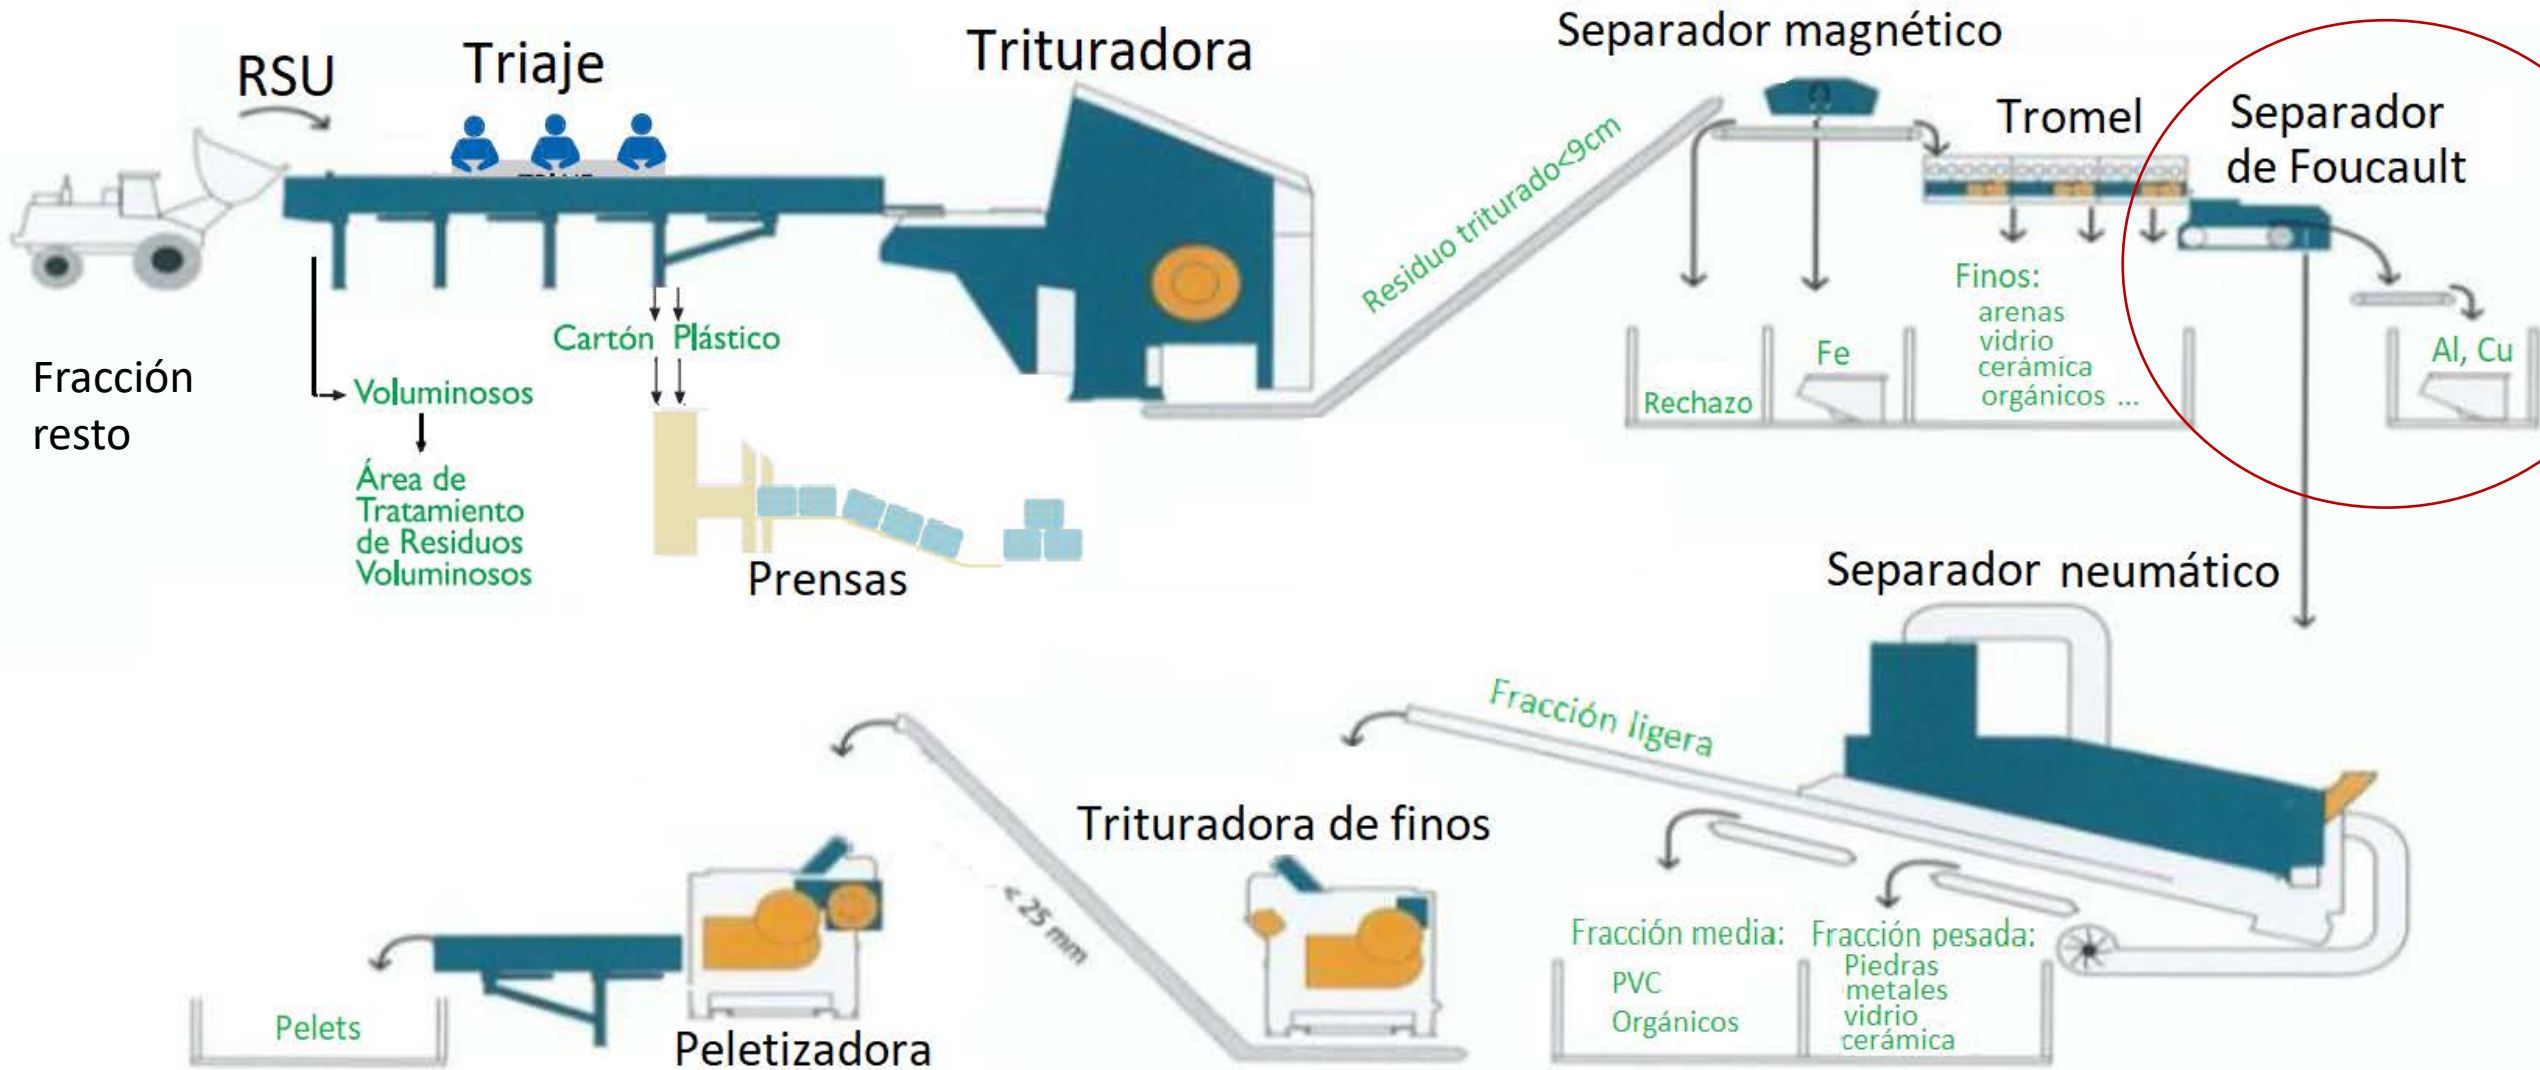 RSU
Triaje
Trituradora
Separador magnético
Tromel
Separador
de Foucault
Residuo triturado<9cm
Fracción
resto
Voluminosos
Área de
Tratamiento
de Residuos
Voluminosos
Cartón Plástico
Prensas
Rechazo
Fe
Finos:
arenas
vidrio
cerámica
orgánicos ...
Al, Cu
Separador neumático
Fracción ligera
Fracción media:
PVC
Orgánicos
Fracción pesada:
Piedras
metales
vidrio
cerámica
Trituradora de finos
< 25 mm
Peletizadora
Pelets